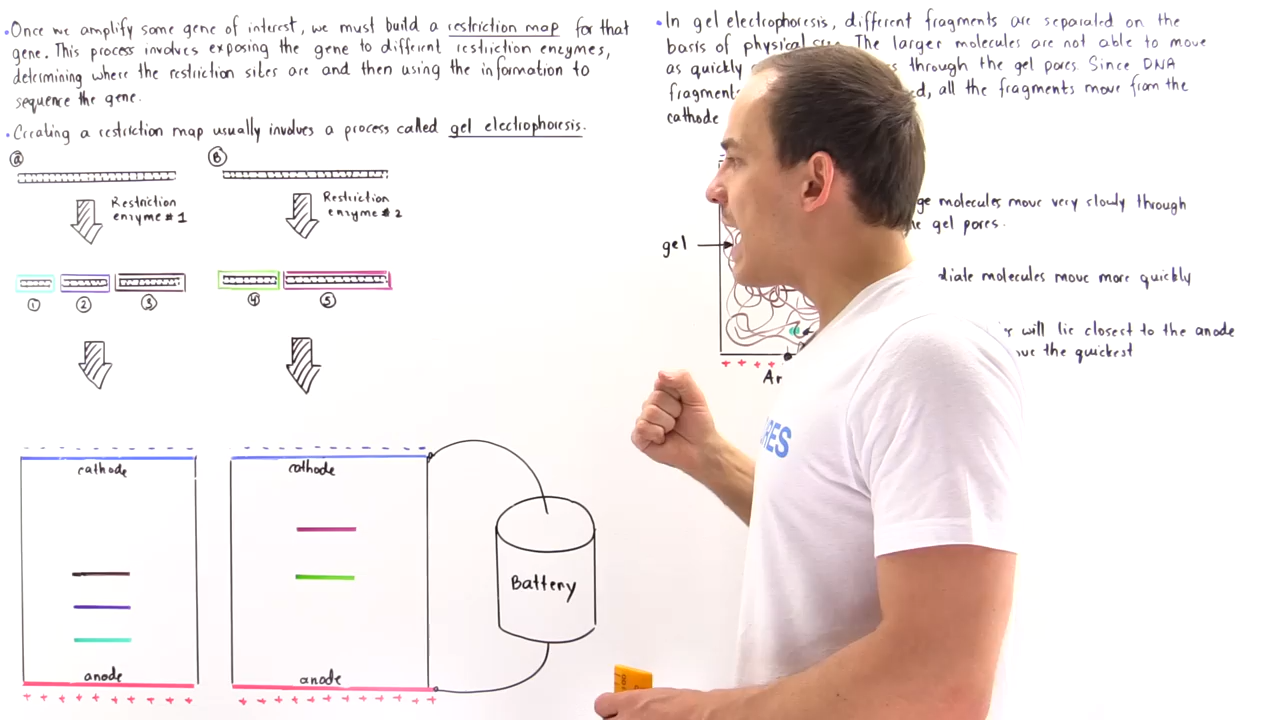 •Once we amplify some gene of interest, we must build a restriction map for that
gene. This process involves exposing the gene to different restriction enzymes,
determining where the restriction sites are and then using the information to
sequence the gene.
•Creating a restriction map usually involves a process called gel electrophoresis.
A
B
Restriction
enzyme #1
Restriction
enzyme #2
1
2
3
4
5
cathode
anode
+ + + + + + + + + + +
cathode
anode
+ + + + + + + + + + + +
Battery
•In gel electrophoresis, different fragments are separated on the
basis of physical The larger molecules are not able to move
as quickly through the gel pores. Since DNA
all the fragments move from the
cathode
molecules move very slowly through
gel pores.
gel
molecules move more quickly
will lie closest to the anode
the quickest
+ + + +
RES